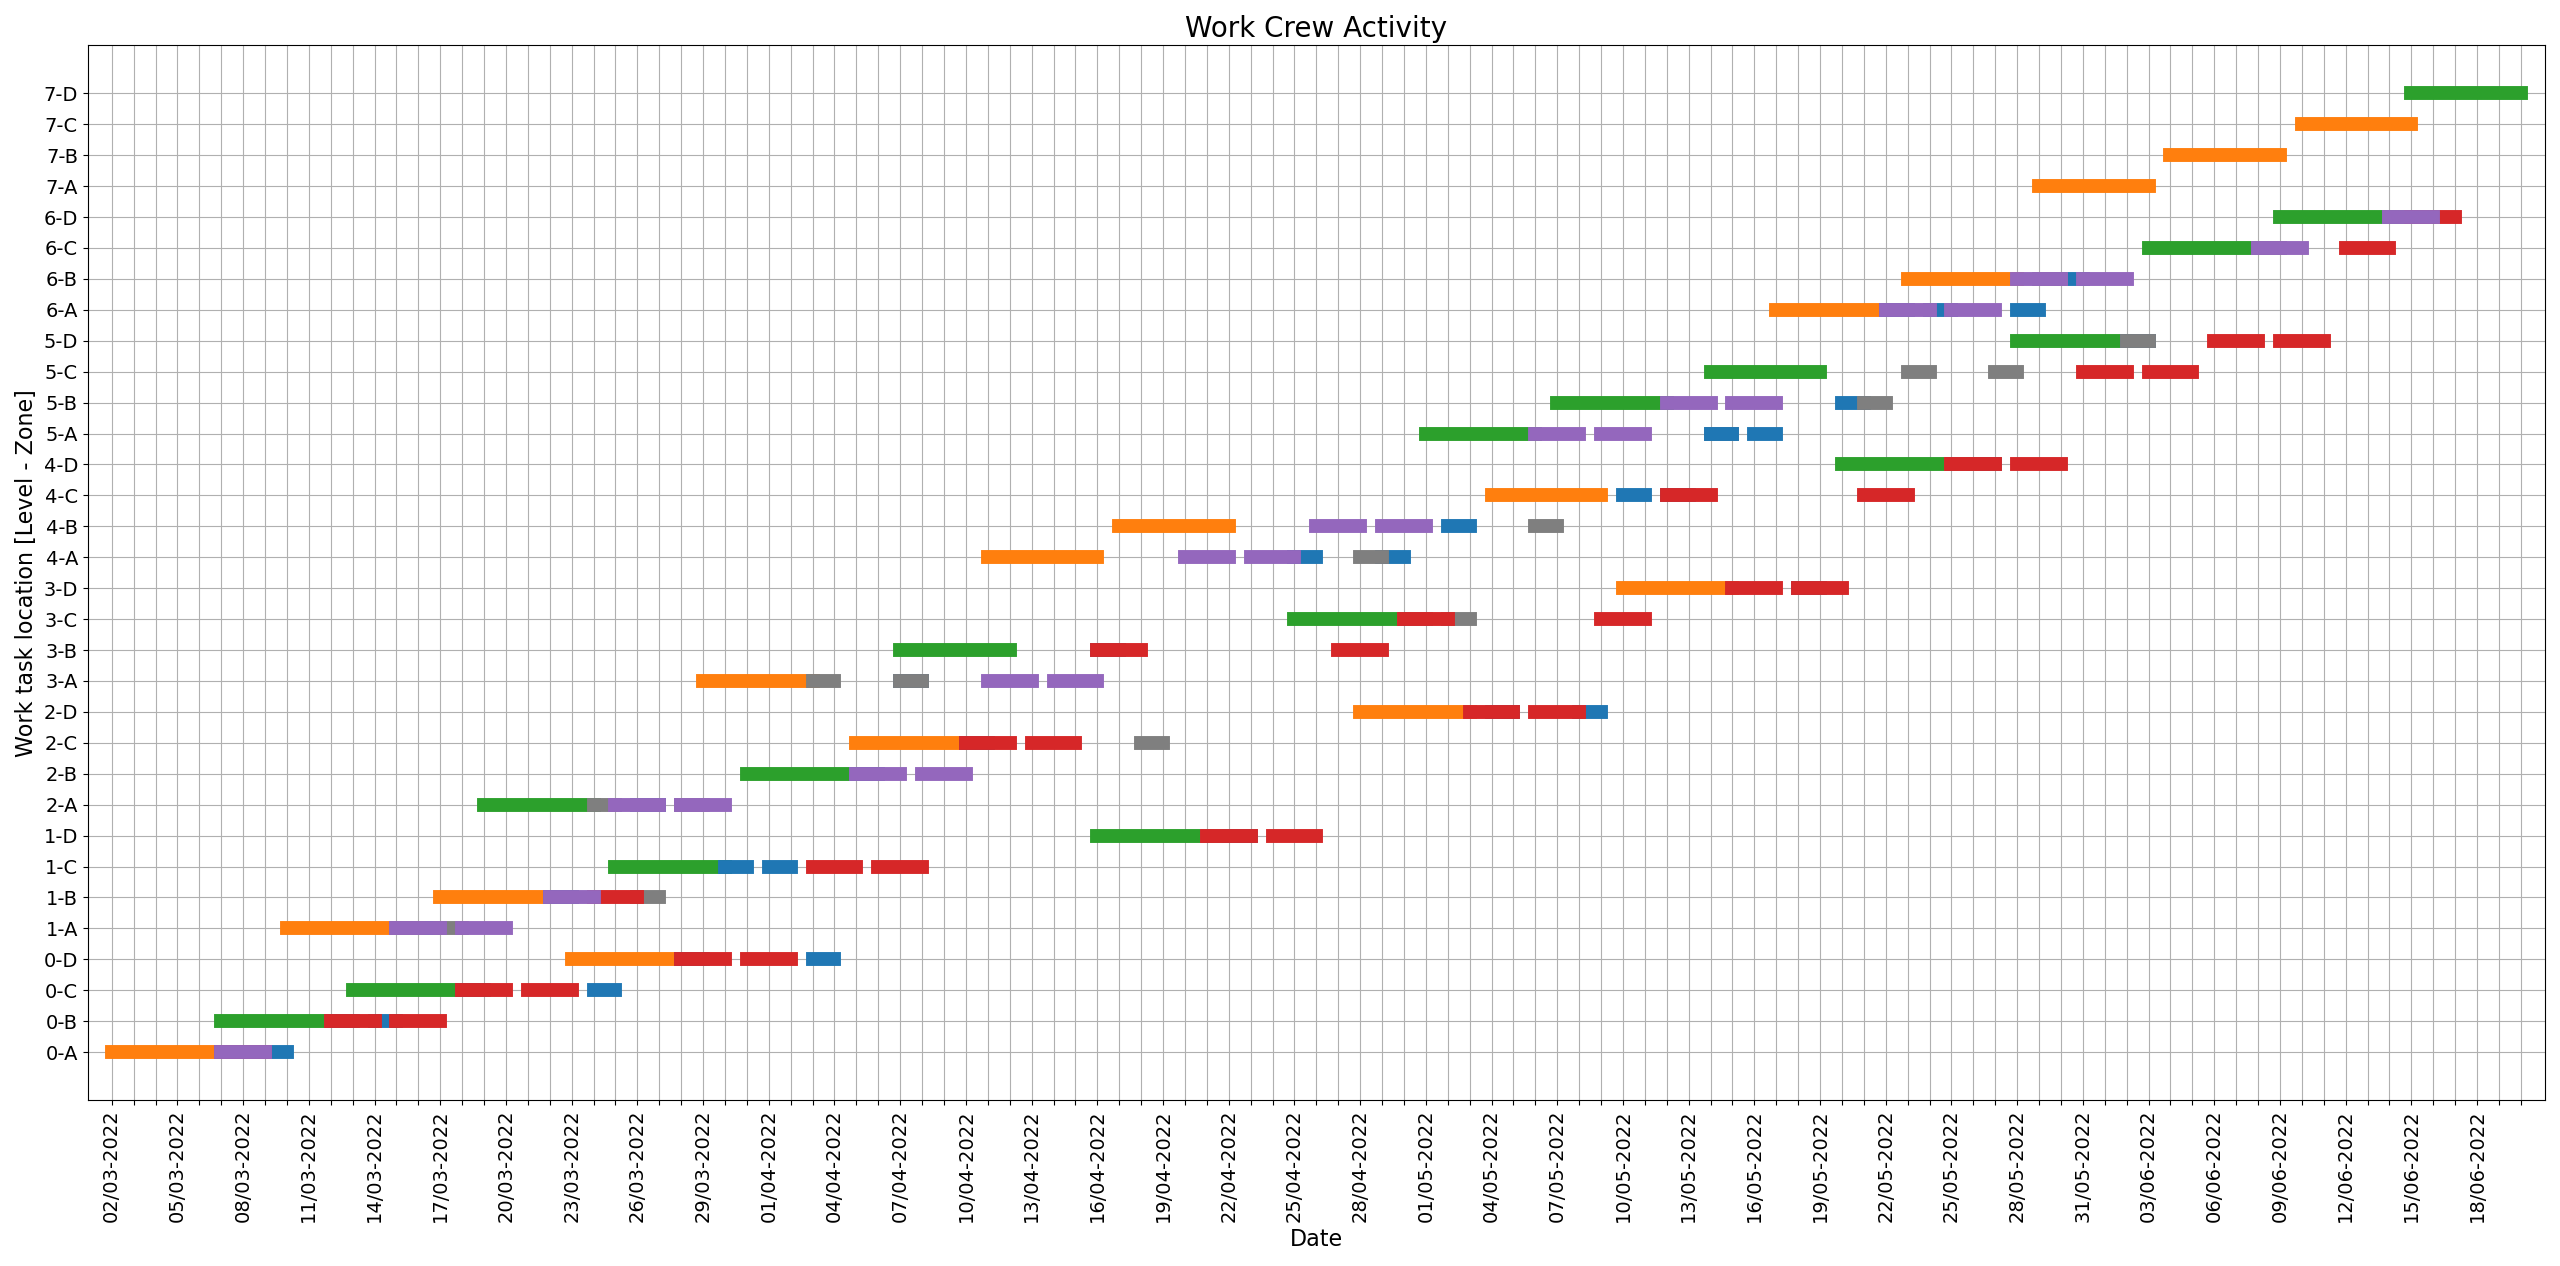 Work Crew Activity
Work task location [Level - Zone]
7-D
7-C
7-B
7-A
6-D
6-C
6-B
6-A
5-D
5-C
5-B
5-A
4-D
4-C
4-B
4-A
3-D
3-C
3-B
3-A
2-D
2-C
2-B
2-A
1-D
1-C
1-B
1-A
0-D
0-C
0-B
0-A
02/03-2022
05/03-2022
08/03-2022
11/03-2022
14/03-2022
17/03-2022
20/03-2022
23/03-2022
26/03-2022
29/03-2022
01/04-2022
04/04-2022
07/04-2022
10/04-2022
13/04-2022
16/04-2022
19/04-2022
22/04-2022
25/04-2022
28/04-2022
01/05-2022
04/05-2022
07/05-2022
10/05-2022
13/05-2022
16/05-2022
19/05-2022
22/05-2022
25/05-2022
28/05-2022
31/05-2022
03/06-2022
06/06-2022
09/06-2022
12/06-2022
15/06-2022
18/06-2022
Date